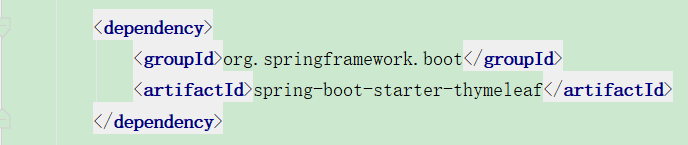 <dependency>
<groupId>org.springframework.boot</groupId>
<artifactId>spring-boot-starter-thymeleaf</artifactId>
</dependency>